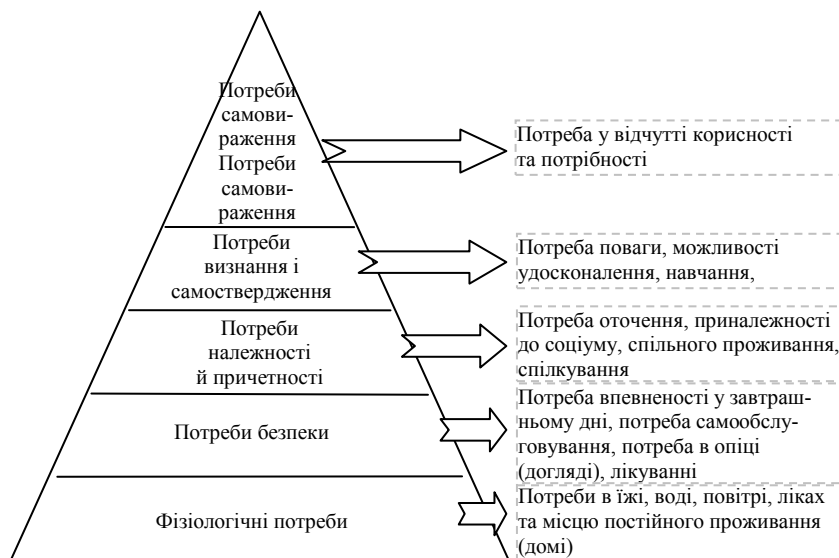 Потреби
самови-
раження
Потреби
самови-
раження
Потреба у відчутті корисності
та потрібності
Потреби
визнання і
самоствердження
Потреба поваги, можливості
удосконалення, навчання,
Потреби
належності
й причетності
Потреба оточення, приналежності
до соціуму, спільного проживання,
спілкування
Потреби безпеки
Потреба впевненості у завтраш-
ньому дні, потреба самообслу-
говування, потреба в опіці
(догляді), лікуванні
Фізіологічні потреби
Потреби в їжі, воді, повітрі, ліках
та місцю постійного проживання
(домі)